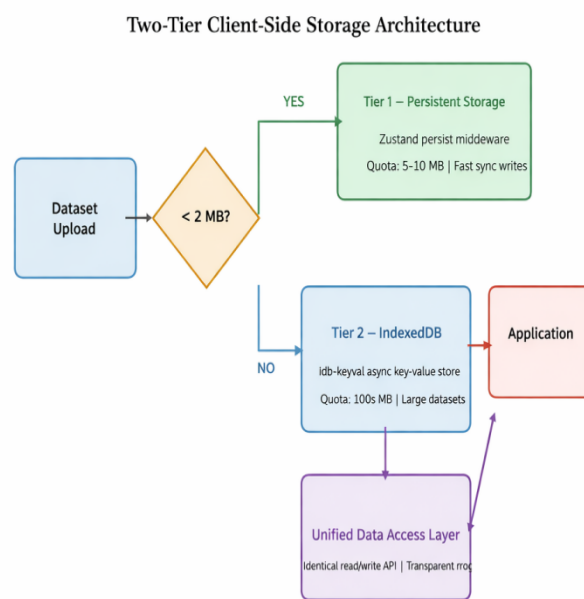 Two-Tier Client-Side Storage Architecture
YES
Tier 1 – Persistent Storage
Zustand persist middleware
Quota: 5-10 MB | Fast sync writes
Dataset
Upload
< 2 MB?
NO
Tier 2 – IndexedDB
idb-keyval async key-value store
Quota: 100s MB | Large datasets
Application
Unified Data Access Layer
Identical read/write API | Transparent